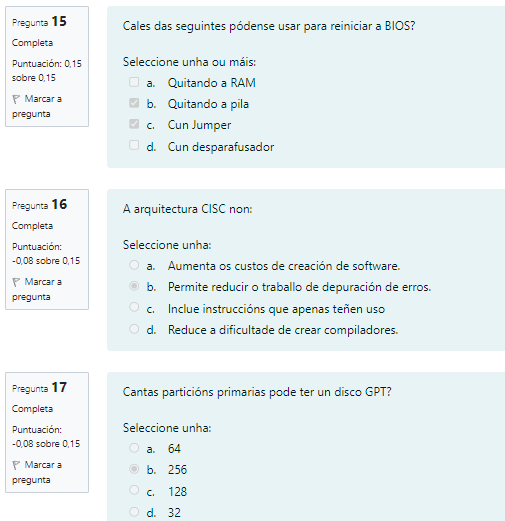 Pregunta 15
Completa
Puntuación: 0,15
sobre 0,15
Marcar a
pregunta
Cales das seguintes pódense usar para reiniciar a BIOS?
Seleccione unha ou máis:
a. Quitando a RAM
b. Quitando a pila
c. Cun Jumper
d. Cun desparafusador
Pregunta 16
Completa
Puntuación:
-0,08 sobre 0,15
Marcar a
pregunta
A arquitectura CISC non:
Seleccione unha:
a. Aumenta os custos de creación de software.
b. Permite reducir o traballo de depuración de erros.
c. Inclue instruccións que apenas teñen uso
d. Reduce a dificultade de crear compiladores.
Pregunta 17
Completa
Puntuación:
-0,08 sobre 0,15
Marcar a
pregunta
Cantas particións primarias pode ter un disco GPT?
Seleccione unha:
a. 64
b. 256
c. 128
d. 32